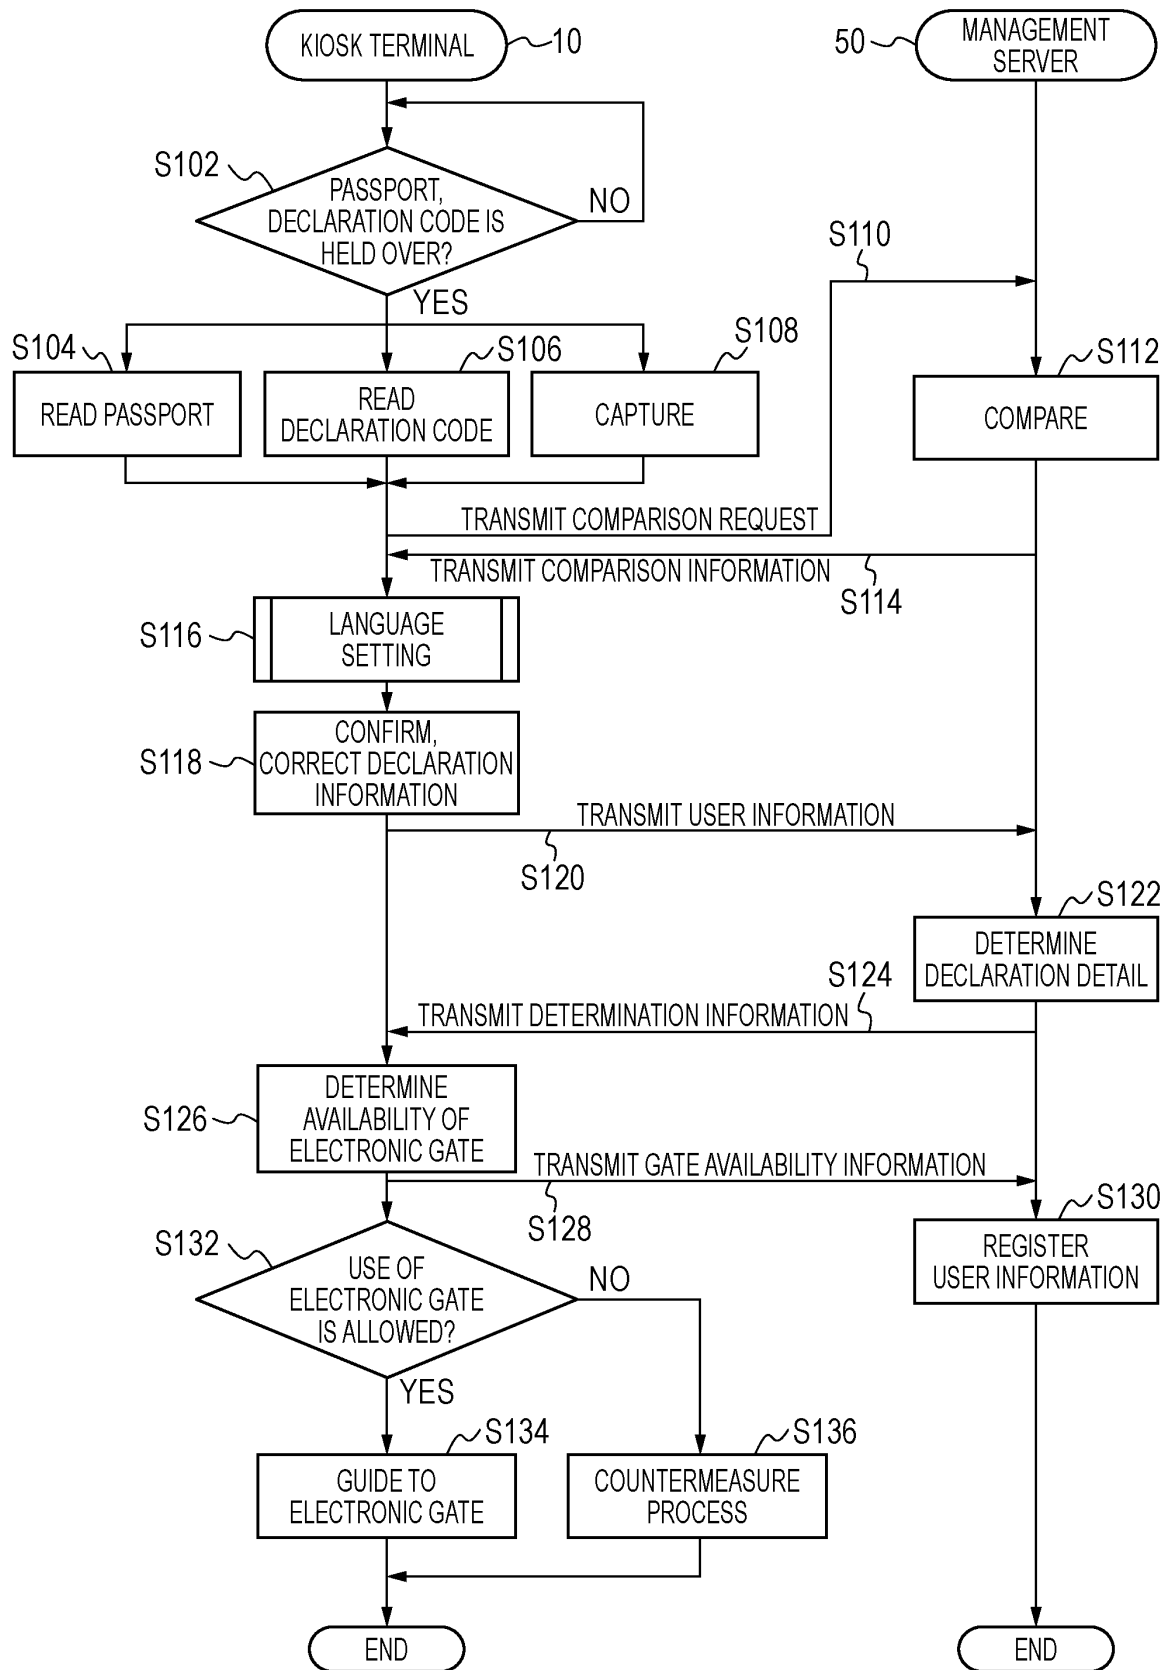 KIOSK TERMINAL
10
50
MANAGEMENT
SERVER
S102
PASSPORT,
DECLARATION CODE IS
HELD OVER?
NO
S110
YES
S104
S106
S108
S112
READ PASSPORT
READ
DECLARATION CODE
CAPTURE
COMPARE
TRANSMIT COMPARISON REQUEST
TRANSMIT COMPARISON INFORMATION
S114
S116
LANGUAGE
SETTING
S118
CONFIRM,
CORRECT DECLARATION
INFORMATION
TRANSMIT USER INFORMATION
S120
S122
DETERMINE
DECLARATION DETAIL
S124
TRANSMIT DETERMINATION INFORMATION
S126
DETERMINE
AVAILABILITY OF
ELECTRONIC GATE
TRANSMIT GATE AVAILABILITY INFORMATION
S128
S130
REGISTER
USER INFORMATION
S132
USE OF
ELECTRONIC GATE
IS ALLOWED?
NO
YES
S134
S136
GUIDE TO
ELECTRONIC GATE
COUNTERMEASURE
PROCESS
END
END